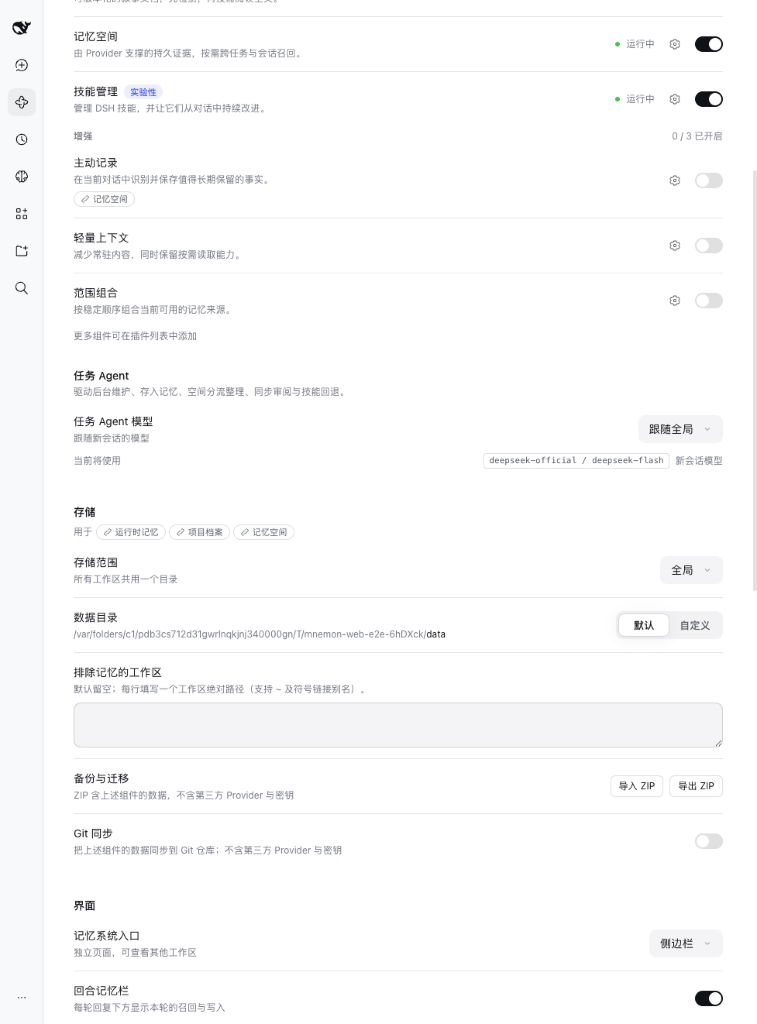 记忆空间
运行中
由 Provider 支撑的持久证据，按需跨任务与会话召回。
技能管理 实验性
运行中
管理 DSH 技能，并让它们从对话中持续改进。
增强
0 / 3 已开启
主动记录
在当前对话中识别并保存值得长期保留的事实。
记忆空间
轻量上下文
减少常驻内容，同时保留按需读取能力。
范围组合
按稳定顺序组合当前可用的记忆来源。
更多组件可在插件列表中添加
任务 Agent
驱动后台维护、存入记忆、空间分流整理、同步审阅与技能回退。
任务 Agent 模型
跟随新会话的模型
跟随全局
当前将使用
deepseek-official / deepseek-flash 新会话模型
存储
用于 运行时记忆 项目档案 记忆空间
存储范围
所有工作区共用一个目录
全局
数据目录
/var/folders/c1/pdb3cs712d31gwrlnqkjnj340000gn/T/mnemon-web-e2e-6hDXck/data
默认 自定义
排除记忆的工作区
默认留空；每行填写一个工作区绝对路径（支持 ~ 及符号链接别名）。
备份与迁移
ZIP 含上述组件的数据，不含第三方 Provider 与密钥
导入 ZIP 导出 ZIP
Git 同步
把上述组件的数据同步到 Git 仓库；不含第三方 Provider 与密钥
界面
记忆系统入口
独立页面，可查看其他工作区
侧边栏
回合记忆栏
每轮回复下方显示本轮的召回与写入